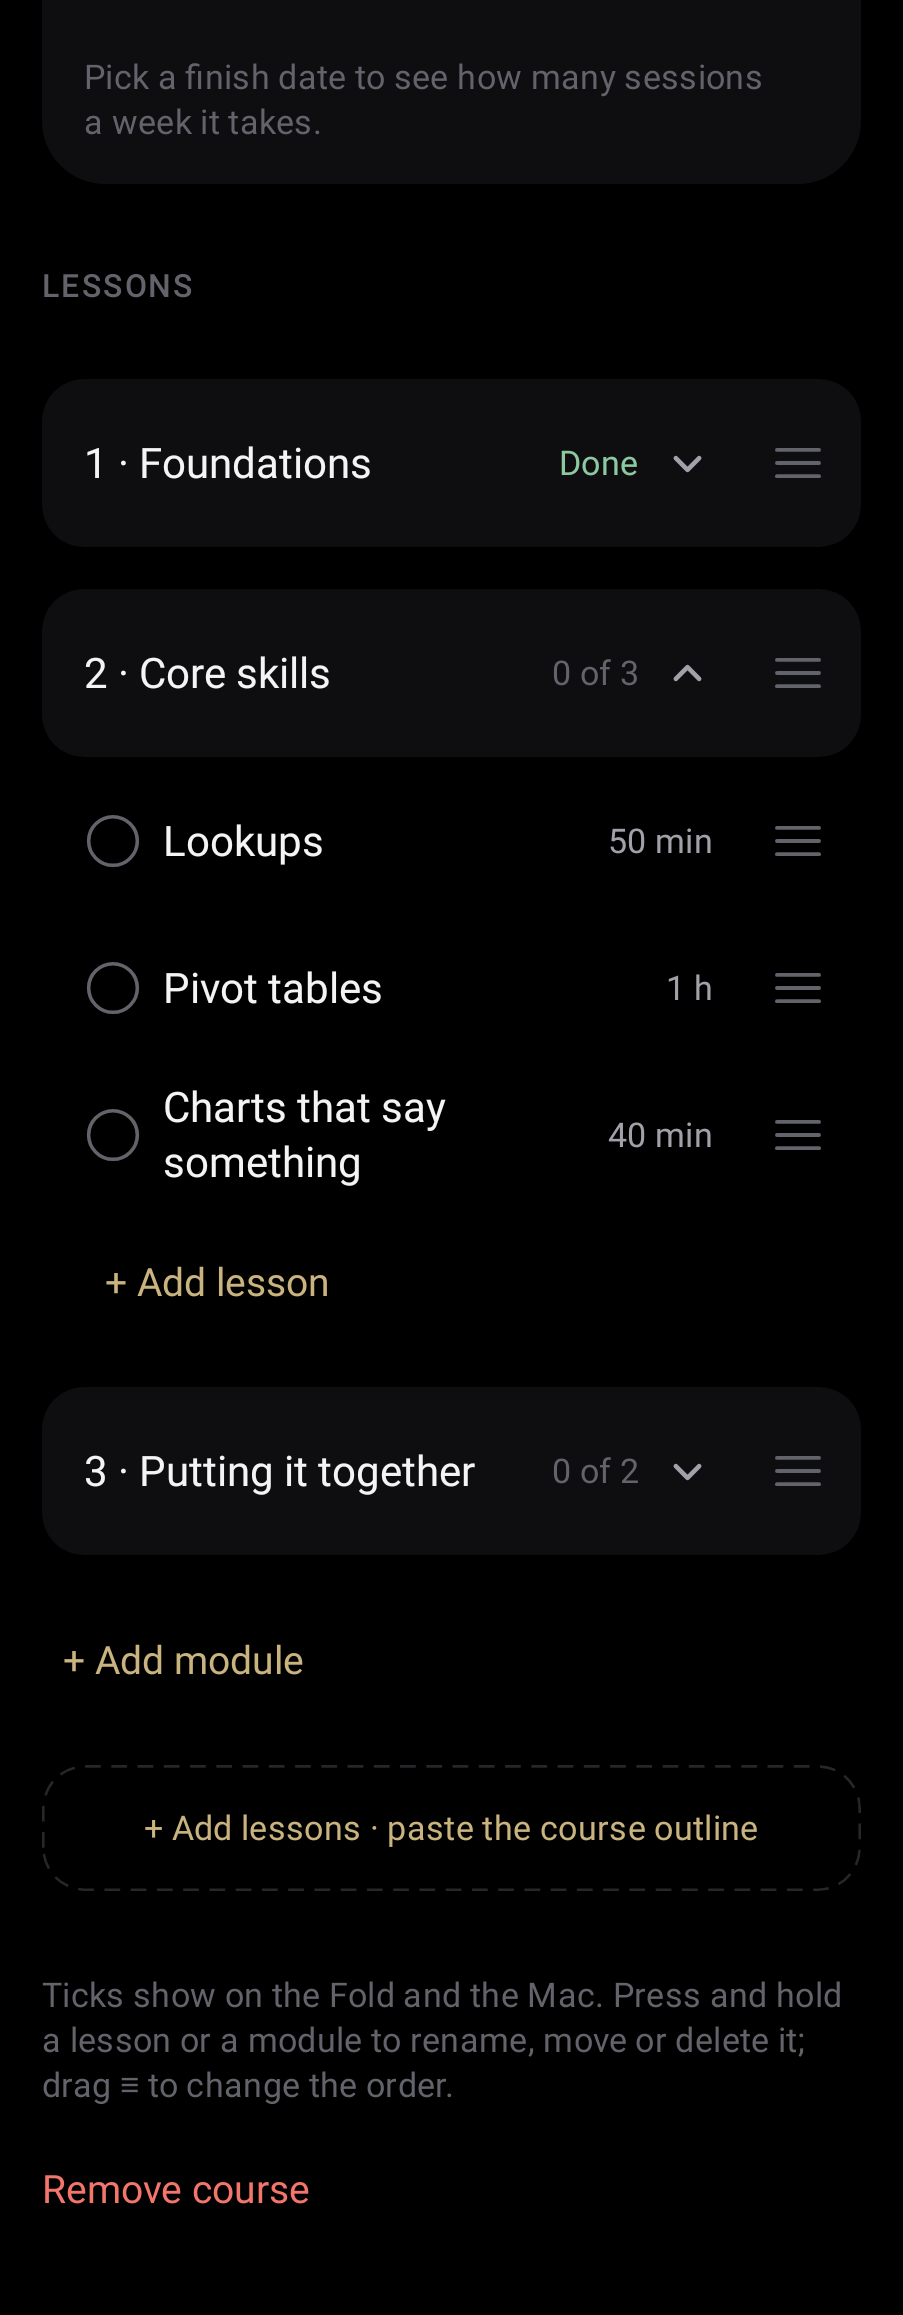 Pick a finish date to see how many sessions
a week it takes.
LESSONS
1 · Foundations Done
2 · Core skills 0 of 3
Lookups 50 min
Pivot tables 1 h
Charts that say
something 40 min
+ Add lesson
3 · Putting it together 0 of 2
+ Add module
+ Add lessons · paste the course outline
Ticks show on the Fold and the Mac. Press and hold
a lesson or a module to rename, move or delete it;
drag ≡ to change the order.
Remove course